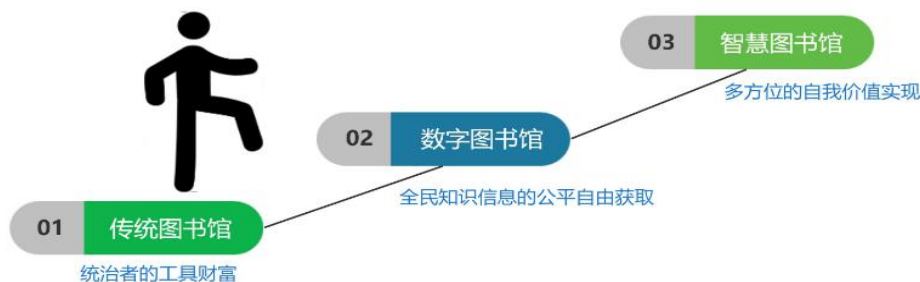 03 智慧图书馆
多方位的自我价值实现
02 数字图书馆
全民知识信息的公平自由获取
01 传统图书馆
统治者的工具财富